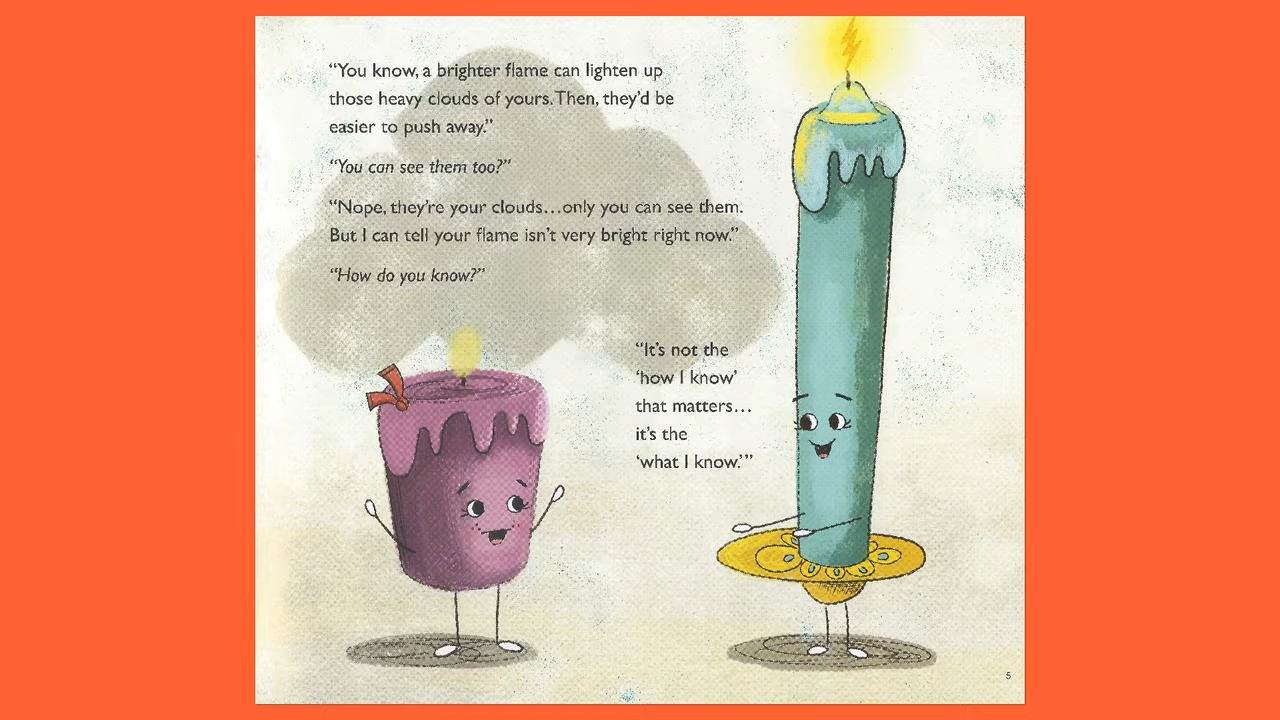 “You know, a brighter flame can lighten up
those heavy clouds of yours. Then, they’d be
easier to push away.”
“You can see them too?”
“Nope, they’re your clouds…only you can see them.
But I can tell your flame isn’t very bright right now.”
“How do you know?”
“It’s not the
‘how I know’
that matters…
it’s the
‘what I know.’”
5